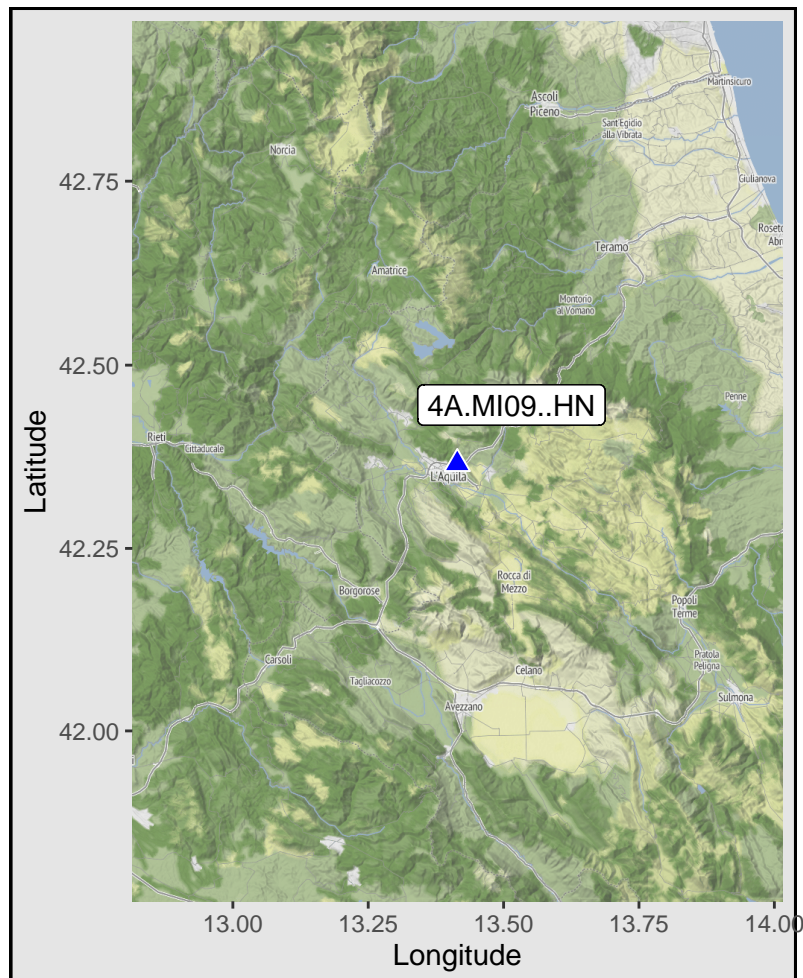 Ascoli
Piceno
Martinsicuro
Sant'Egidio
alla Vibrata
Norcia
Giulianova
42.75
Roseto
Abr
Teramo
Amatrice
Montorio
al Vomano
42.50
Penne
4A.MI09..HN
Rieti
Cittaducale
L'Aquila
Latitude
42.25
Rocca di
Mezzo
Borgorose
Popoli
Terme
Pratola
Peligna
Carsoli
Celano
Tagliacozzo
Sulmona
Avezzano
42.00
13.00 13.25 13.50 13.75 14.00
Longitude